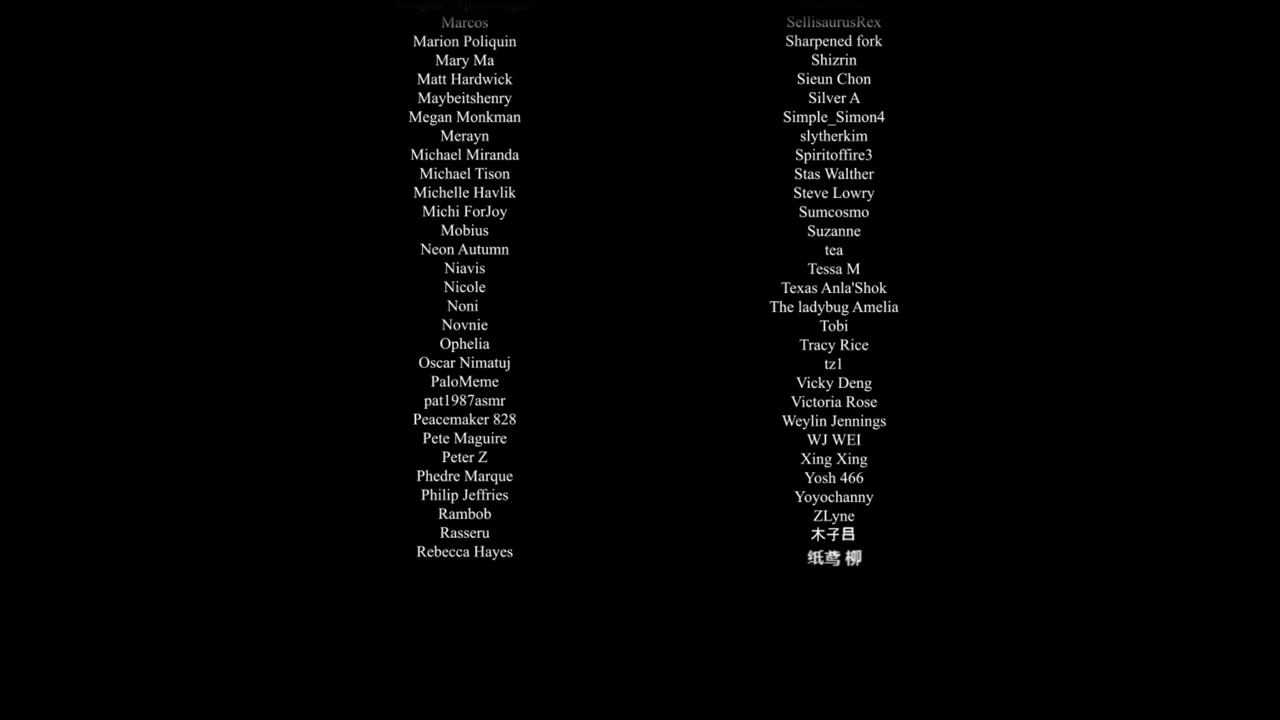 Marcos
Marion Poliquin
Mary Ma
Matt Hardwick
Maybeitshenry
Megan Monkman
Merayn
Michael Miranda
Michael Tison
Michelle Havlik
Michi ForJoy
Mobius
Neon Autumn
Niavis
Nicole
Noni
Novnie
Ophelia
Oscar Nimatuj
PaloMeme
pat1987asmr
Peacemaker 828
Pete Maguire
Peter Z
Phedre Marque
Philip Jeffries
Rambob
Rasseru
Rebecca Hayes
SellisaurusRex
Sharpened fork
Shizrin
Sieun Chon
Silver A
Simple_Simon4
slytherkim
Spiritoffire3
Stas Walther
Steve Lowry
Sumcosmo
Suzanne
tea
Tessa M
Texas Anla'Shok
The ladybug Amelia
Tobi
Tracy Rice
tz1
Vicky Deng
Victoria Rose
Weylin Jennings
WJ WEI
Xing Xing
Yosh 466
Yoyochanny
ZLyne
木子吕
纸鸢 柳